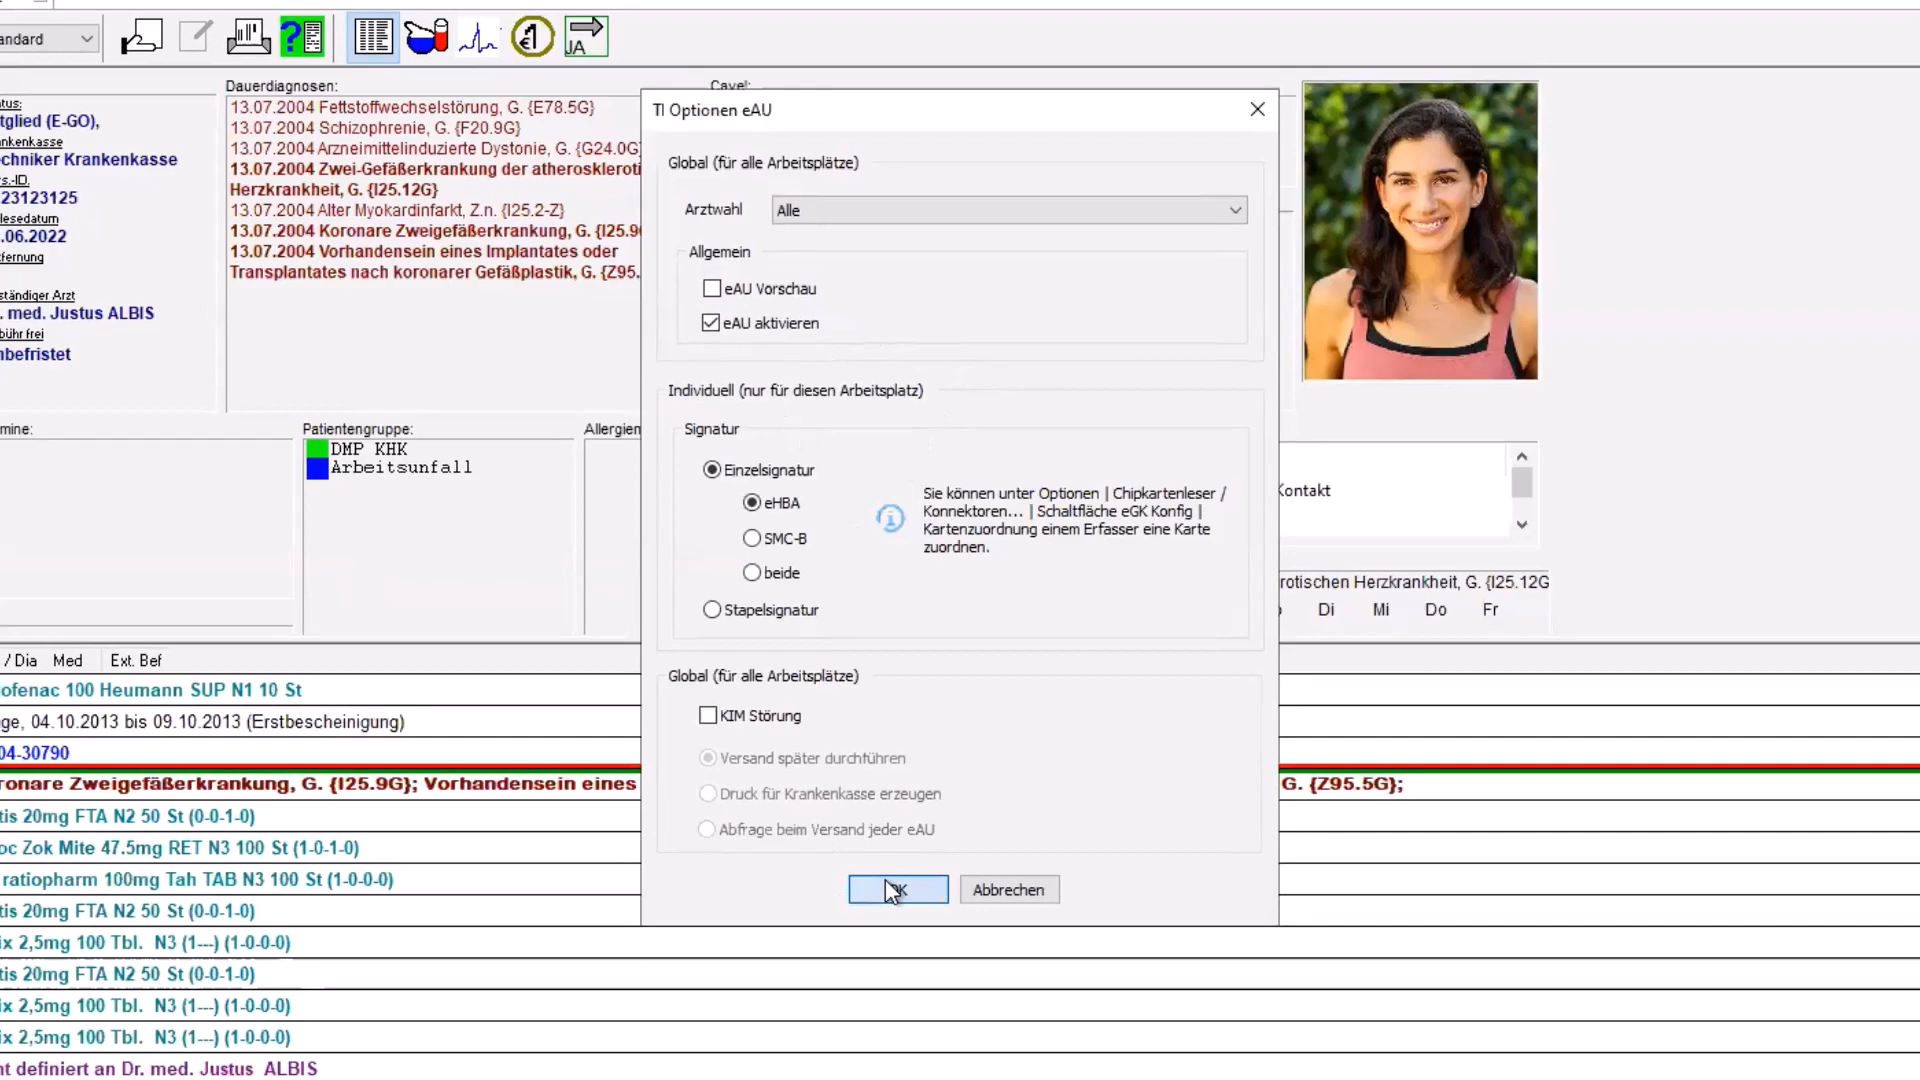 andard
JA
tus:
tglied (E-GO),
ankenkasse
echniker Krankenkasse
s.-ID.
23123125
lesedatum
.06.2022
fernung
ständiger Arzt
. med. Justus ALBIS
bühr frei
nbefristet
Dauerdiagnosen:
13.07.2004 Fettstoffwechselstörung, G. {E78.5G}
13.07.2004 Schizophrenie, G. {F20.9G}
13.07.2004 Arzneimittelinduzierte Dystonie, G. {G24.0G}
13.07.2004 Zwei-Gefäßerkrankung der atheroskleroti
Herzkrankheit, G. {I25.12G}
13.07.2004 Alter Myokardinfarkt, Z.n. {I25.2-Z}
13.07.2004 Koronare Zweigefäßerkrankung, G. {I25.9
13.07.2004 Vorhandensein eines Implantates oder
Transplantates nach koronarer Gefäßplastik, G. {Z95.
Cave!:
TI Optionen eAU
Global (für alle Arbeitsplätze)
Arztwahl Alle
Allgemein
eAU Vorschau
eAU aktivieren
Individuell (nur für diesen Arbeitsplatz)
Signatur
Einzelsignatur
eHBA
SMC-B
beide
Stapelsignatur
Sie können unter Optionen | Chipkartenleser /
Konnektoren... | Schaltfläche eGK Konfig |
Kartenzuordnung einem Erfasser eine Karte
zuordnen.
Global (für alle Arbeitsplätze)
KIM Störung
Versand später durchführen
Druck für Krankenkasse erzeugen
Abfrage beim Versand jeder eAU
OK Abbrechen
mine:
Patientengruppe:
DMP KHK
Arbeitsunfall
Allergien
Kontakt
rotischen Herzkrankheit, G. {I25.12G
Di Mi Do Fr
/ Dia Med Ext. Bef
ofenac 100 Heumann SUP N1 10 St
ge, 04.10.2013 bis 09.10.2013 (Erstbescheinigung)
04-30790
ronare Zweigefäßerkrankung, G. {I25.9G}; Vorhandensein eines G. {Z95.5G};
tis 20mg FTA N2 50 St (0-0-1-0)
oc Zok Mite 47.5mg RET N3 100 St (1-0-1-0)
ratiopharm 100mg Tah TAB N3 100 St (1-0-0-0)
tis 20mg FTA N2 50 St (0-0-1-0)
ix 2,5mg 100 Tbl. N3 (1---) (1-0-0-0)
tis 20mg FTA N2 50 St (0-0-1-0)
ix 2,5mg 100 Tbl. N3 (1---) (1-0-0-0)
ix 2,5mg 100 Tbl. N3 (1---) (1-0-0-0)
nt definiert an Dr. med. Justus ALBIS